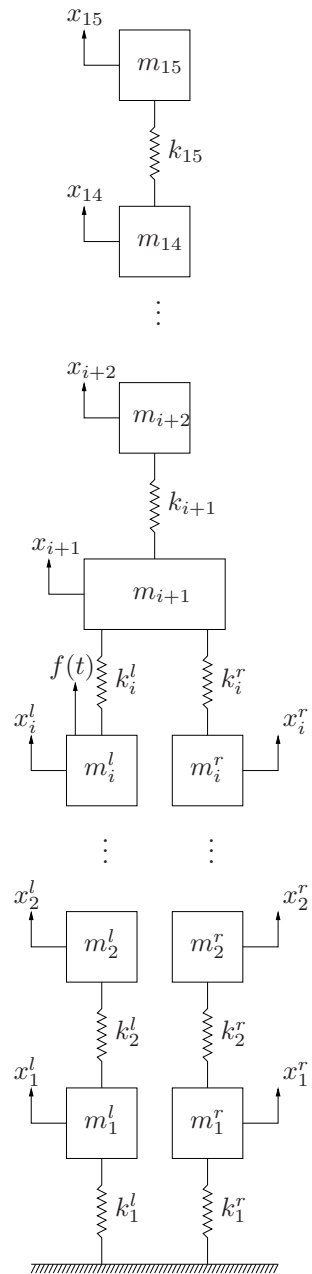 x_{15}
m_{15}
k_{15}
x_{14}
m_{14}
⋮
x_{i+2}
m_{i+2}
k_{i+1}
x_{i+1}
m_{i+1}
f(t) k_i^l k_i^r
x_i^l x_i^r
m_i^l m_i^r
⋮ ⋮
x_2^l x_2^r
m_2^l m_2^r
k_2^l k_2^r
x_1^l x_1^r
m_1^l m_1^r
k_1^l k_1^r